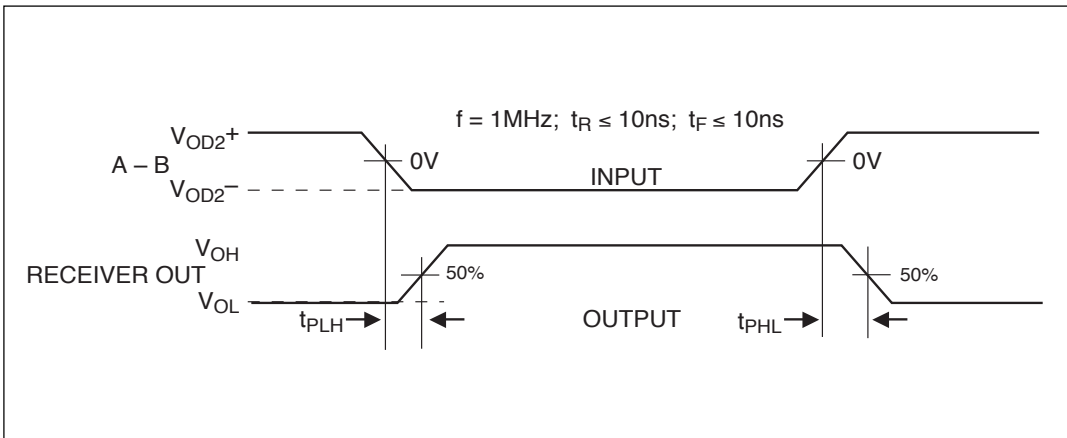 f = 1MHz; tR ≤ 10ns; tF ≤ 10ns
VOD2+
A – B
0V
0V
VOD2–
INPUT
VOH
RECEIVER OUT
50%
50%
VOL
tPLH
OUTPUT
tPHL